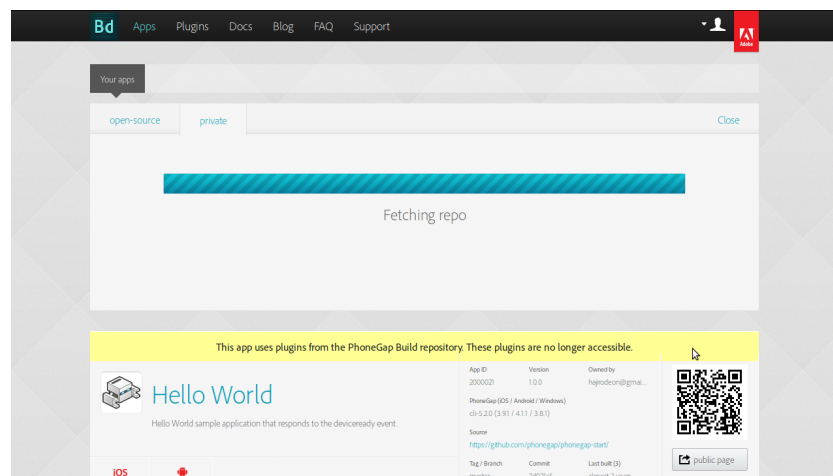 Bd Apps Plugins Docs Blog FAQ Support
Adobe
Your apps
open-source private Close
Fetching repo
This app uses plugins from the PhoneGap Build repository. These plugins are no longer accessible.
App ID Version Owned by
2000021 1.0.0 hajirodeon@gmai...
Hello World
PhoneGap (iOS / Android / Windows)
cli-5.2.0 (3.9.1 / 4.1.1 / 3.8.1)
Hello World sample application that responds to the deviceready event.
Source
https://github.com/phonegap/phonegap-start/
public page
Tag / Branch Commit Last built (3)
iOS